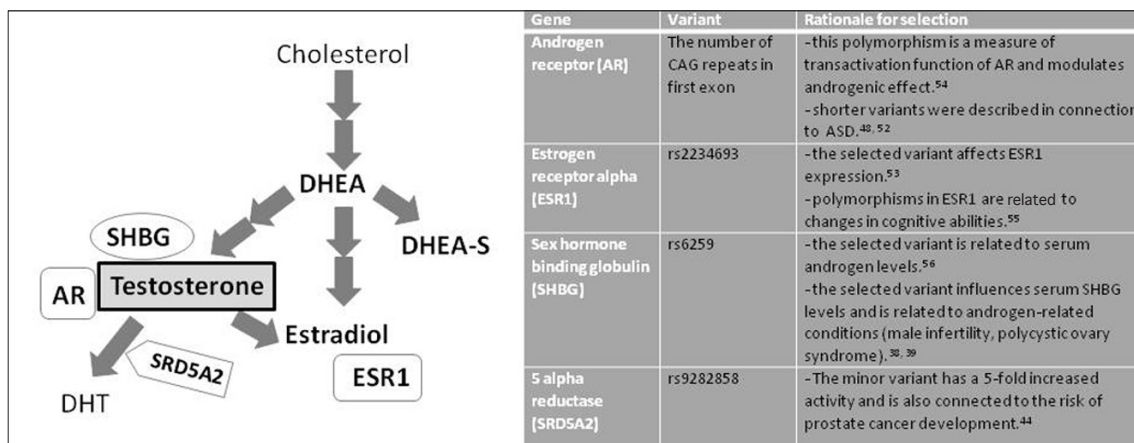 Cholesterol
DHEA
SHBG
DHEA-S
AR
Testosterone
Estradiol
SRD5A2
ESR1
DHT
Gene Variant Rationale for selection
Androgen The number of -this polymorphism is a measure of
receptor (AR) CAG repeats in transactivation function of AR and modulates
first exon androgenic effect.⁵⁴
-shorter variants were described in connection
to ASD.⁴⁸,⁵²
Estrogen rs2234693 -the selected variant affects ESR1
receptor alpha expression.⁵³
(ESR1) -polymorphisms in ESR1 are related to
changes in cognitive abilities.⁵⁵
Sex hormone rs6259 -the selected variant is related to serum
binding globulin androgen levels.⁵⁶
(SHBG) -the selected variant influences serum SHBG
levels and is related to androgen-related
conditions (male infertility, polycystic ovary
syndrome).³⁸,³⁹
5 alpha rs9282858 -The minor variant has a 5-fold increased
reductase activity and is also connected to the risk of
(SRD5A2) prostate cancer development.⁴⁴